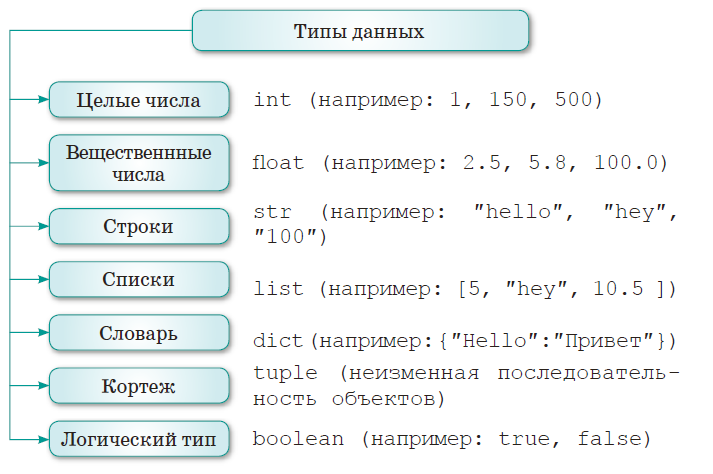 Типы данных
Целые числа
int (например: 1, 150, 500)
Вещественнные
числа
float (например: 2.5, 5.8, 100.0)
Строки
str (например: "hello", "hey",
"100")
Списки
list (например: [5, "hey", 10.5 ])
Словарь
dict(например:{"Hello":"Привет"})
Кортеж
tuple (неизменная последователь-
ность объектов)
Логический тип
boolean (например: true, false)